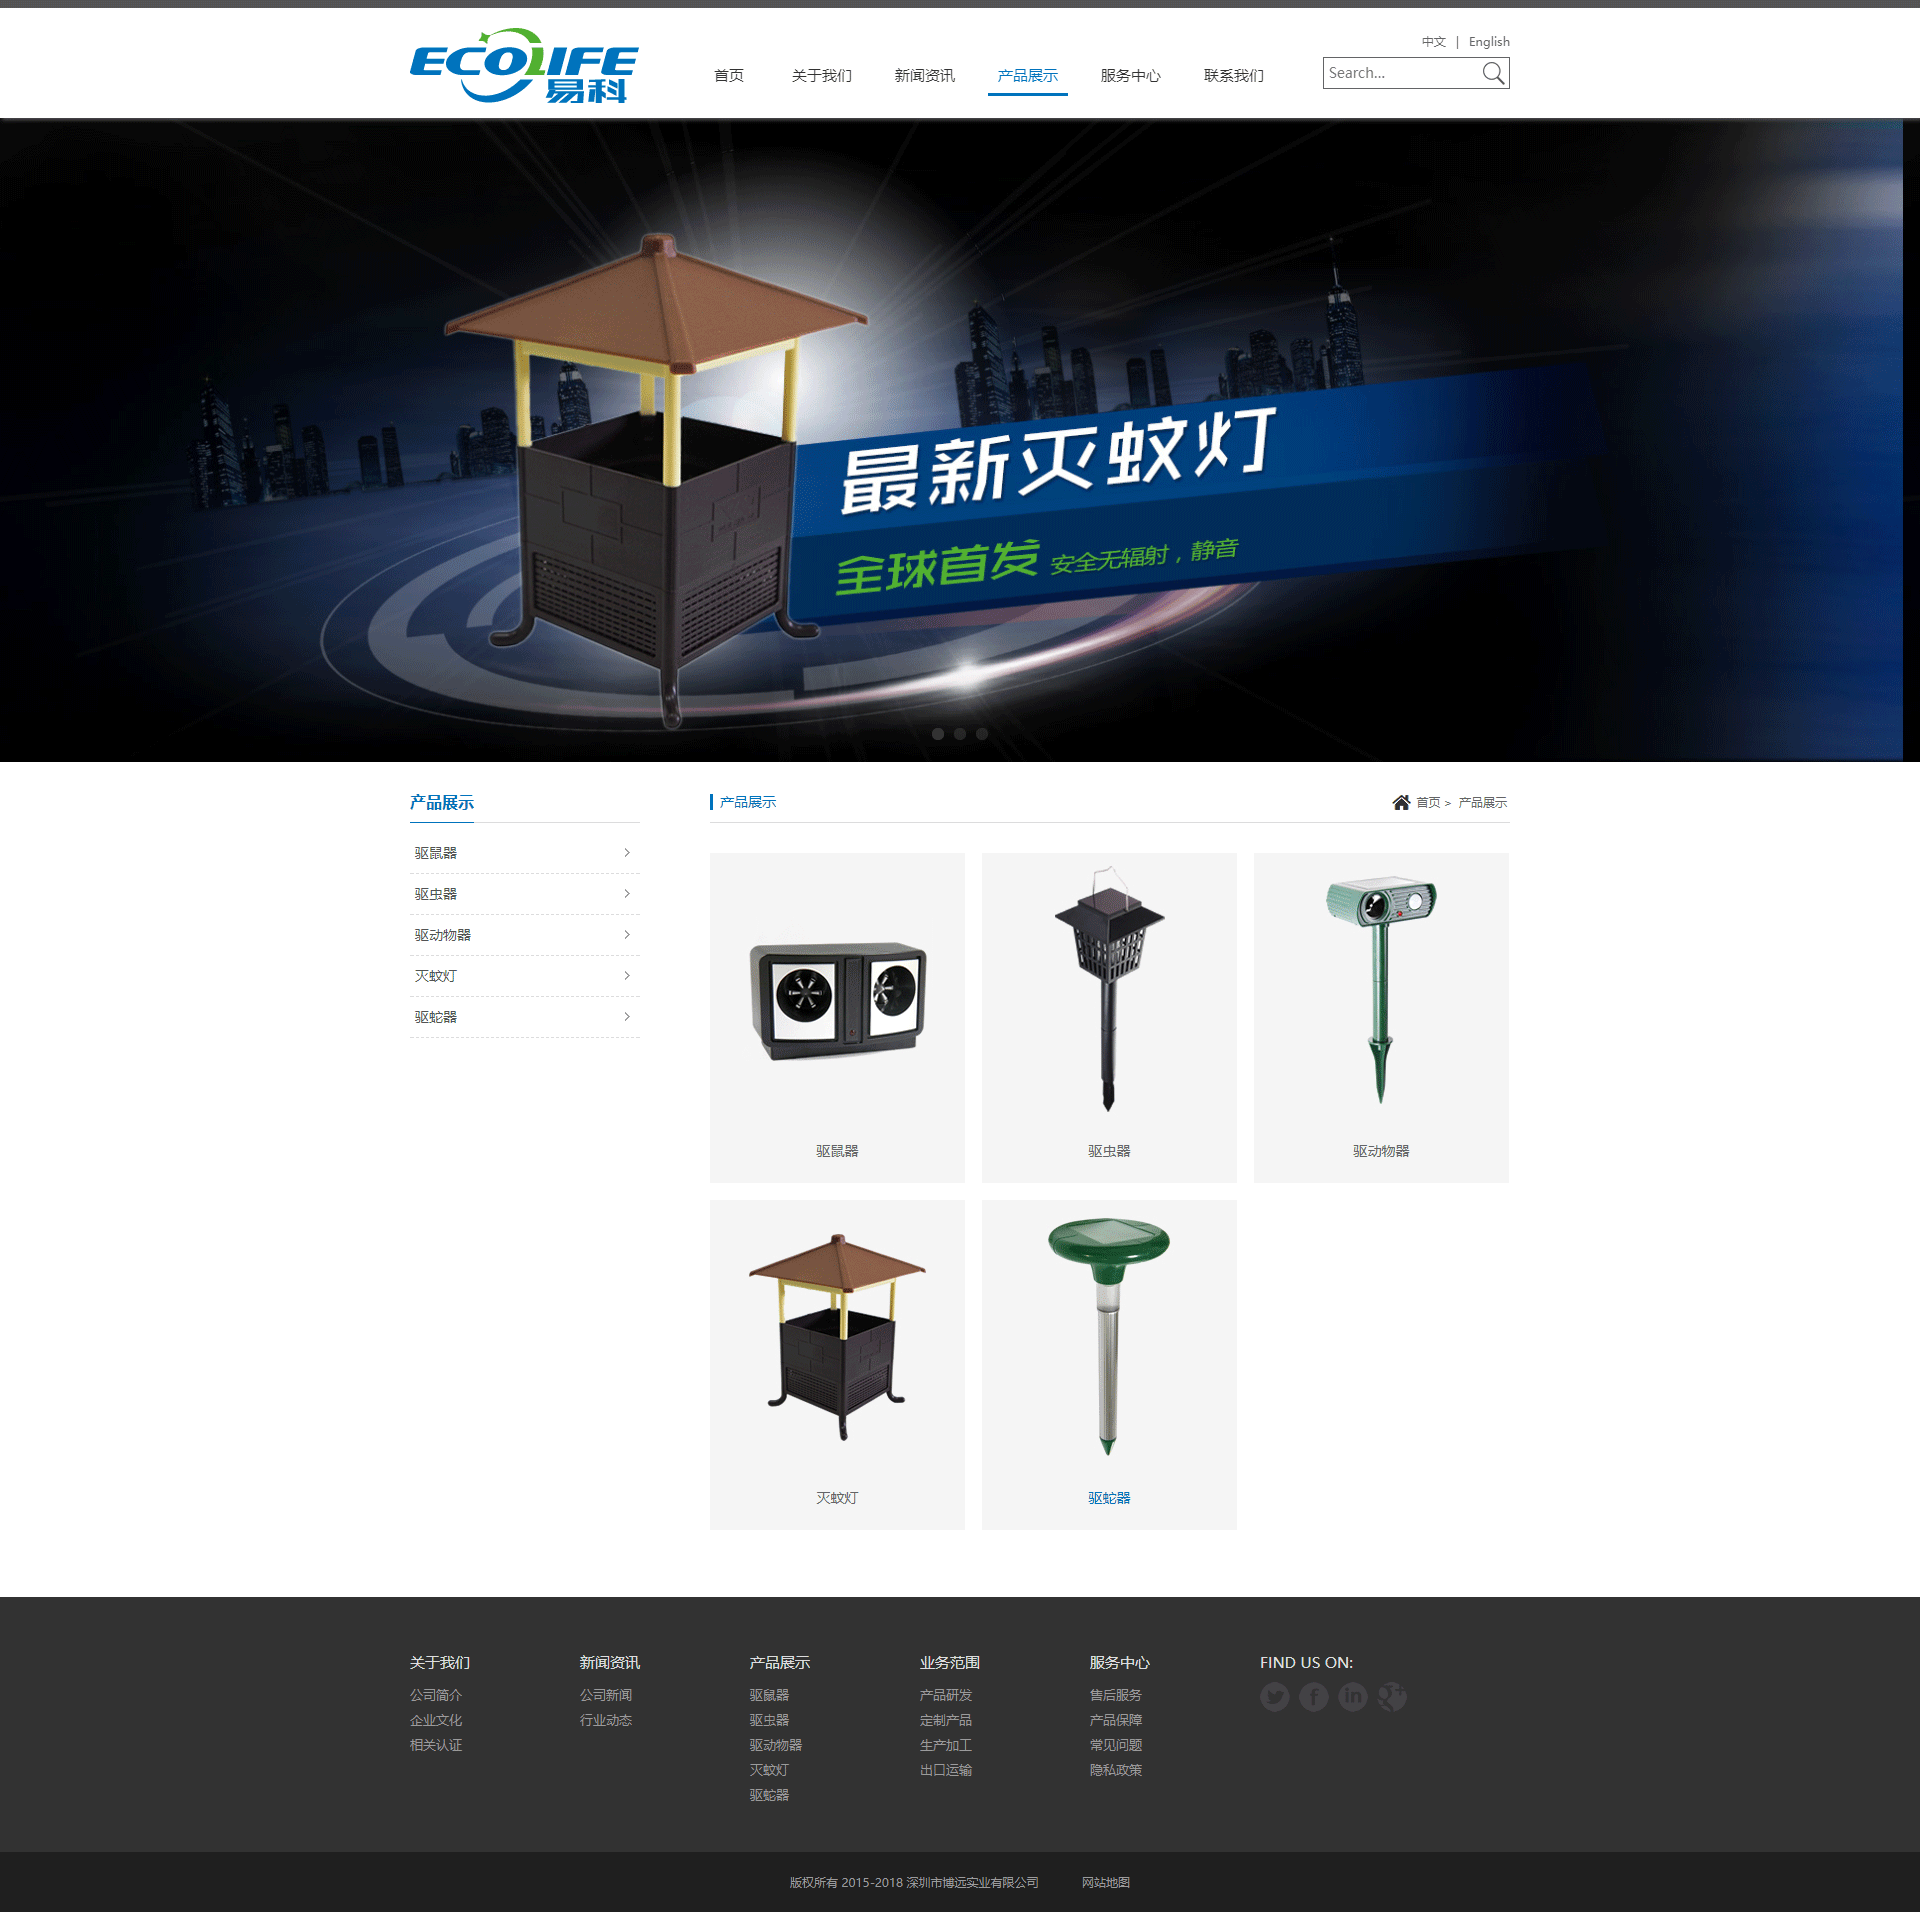 中文 | English
ECOLIFE
易科
首页 关于我们 新闻资讯 产品展示 服务中心 联系我们
Search...
最新灭蚊灯
全球首发 安全无辐射，静音
产品展示
驱鼠器
驱虫器
驱动物器
灭蚊灯
驱蛇器
产品展示
首页 > 产品展示
驱鼠器 驱虫器 驱动物器
灭蚊灯 驱蛇器
关于我们
公司简介
企业文化
相关认证
新闻资讯
公司新闻
行业动态
产品展示
驱鼠器
驱虫器
驱动物器
灭蚊灯
驱蛇器
业务范围
产品研发
定制产品
生产加工
出口运输
服务中心
售后服务
产品保障
常见问题
隐私政策
FIND US ON:
版权所有 2015-2018 深圳市博远实业有限公司 网站地图